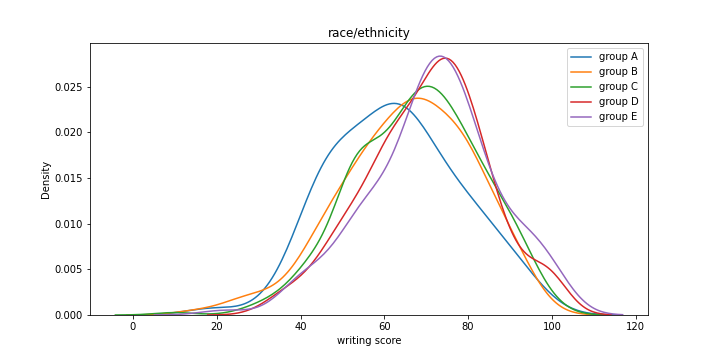 race/ethnicity
group A
group B
group C
group D
group E
0.025
0.020
0.015
0.010
0.005
0.000
Density
0
20
40
60
80
100
120
writing score